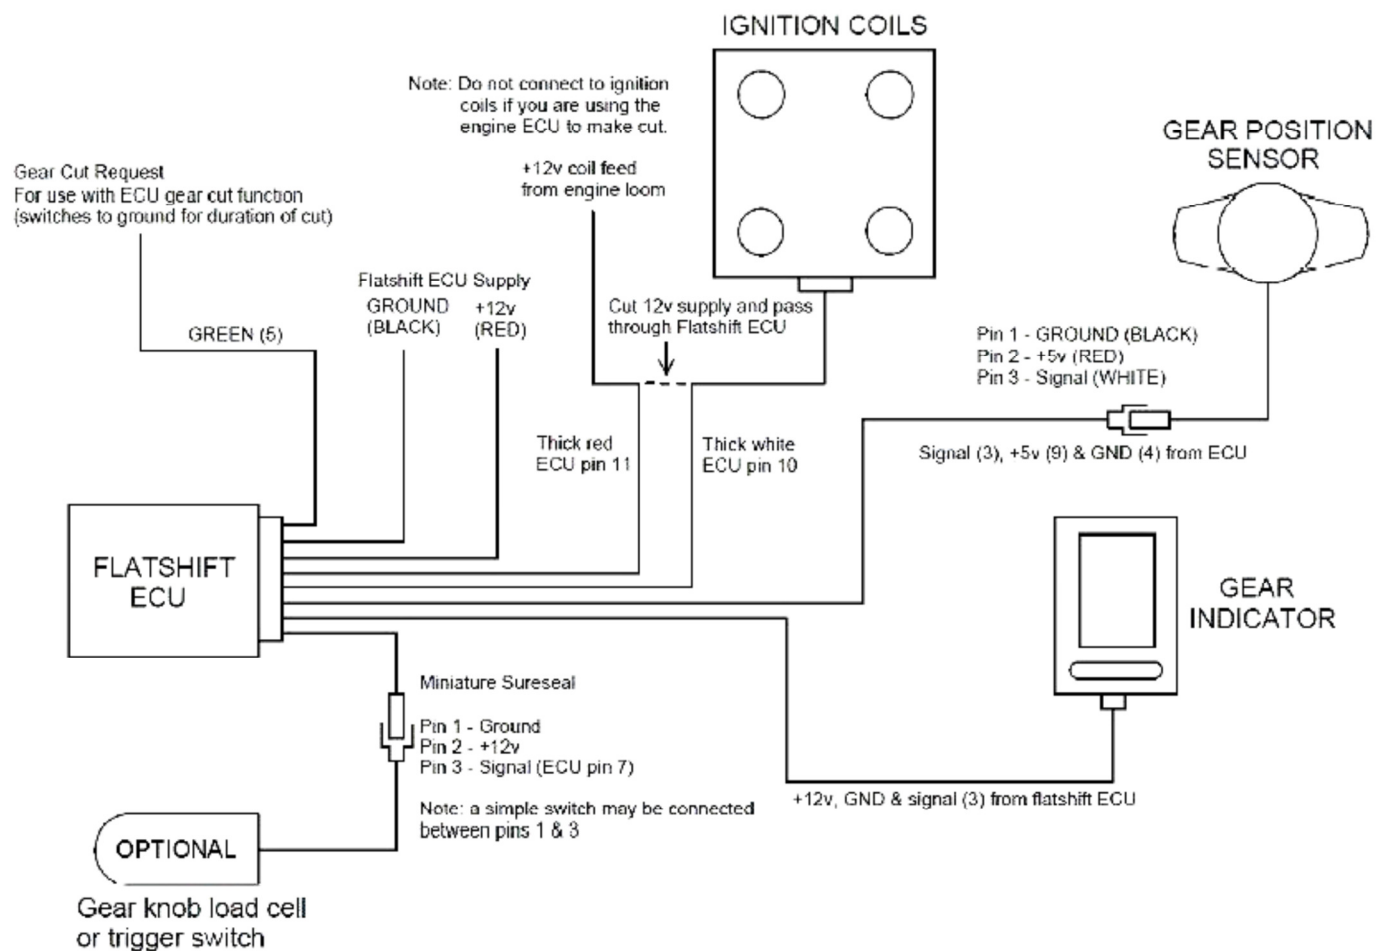 IGNITION COILS
Note: Do not connect to ignition
coils if you are using the
engine ECU to make cut.
GEAR POSITION
SENSOR
Gear Cut Request
For use with ECU gear cut function
(switches to ground for duration of cut)
+12v coil feed
from engine loom
Flatshift ECU Supply
GROUND
(BLACK)
+12v
(RED)
Cut 12v supply and pass
through Flatshift ECU
GREEN (5)
Pin 1 - GROUND (BLACK)
Pin 2 - +5v (RED)
Pin 3 - Signal (WHITE)
Thick red
ECU pin 11
Thick white
ECU pin 10
Signal (3), +5v (9) & GND (4) from ECU
FLATSHIFT
ECU
GEAR
INDICATOR
Miniature Sureseal
Pin 1 - Ground
Pin 2 - +12v
Pin 3 - Signal (ECU pin 7)
Note: a simple switch may be connected
between pins 1 & 3
+12v, GND & signal (3) from flatshift ECU
OPTIONAL
Gear knob load cell
or trigger switch